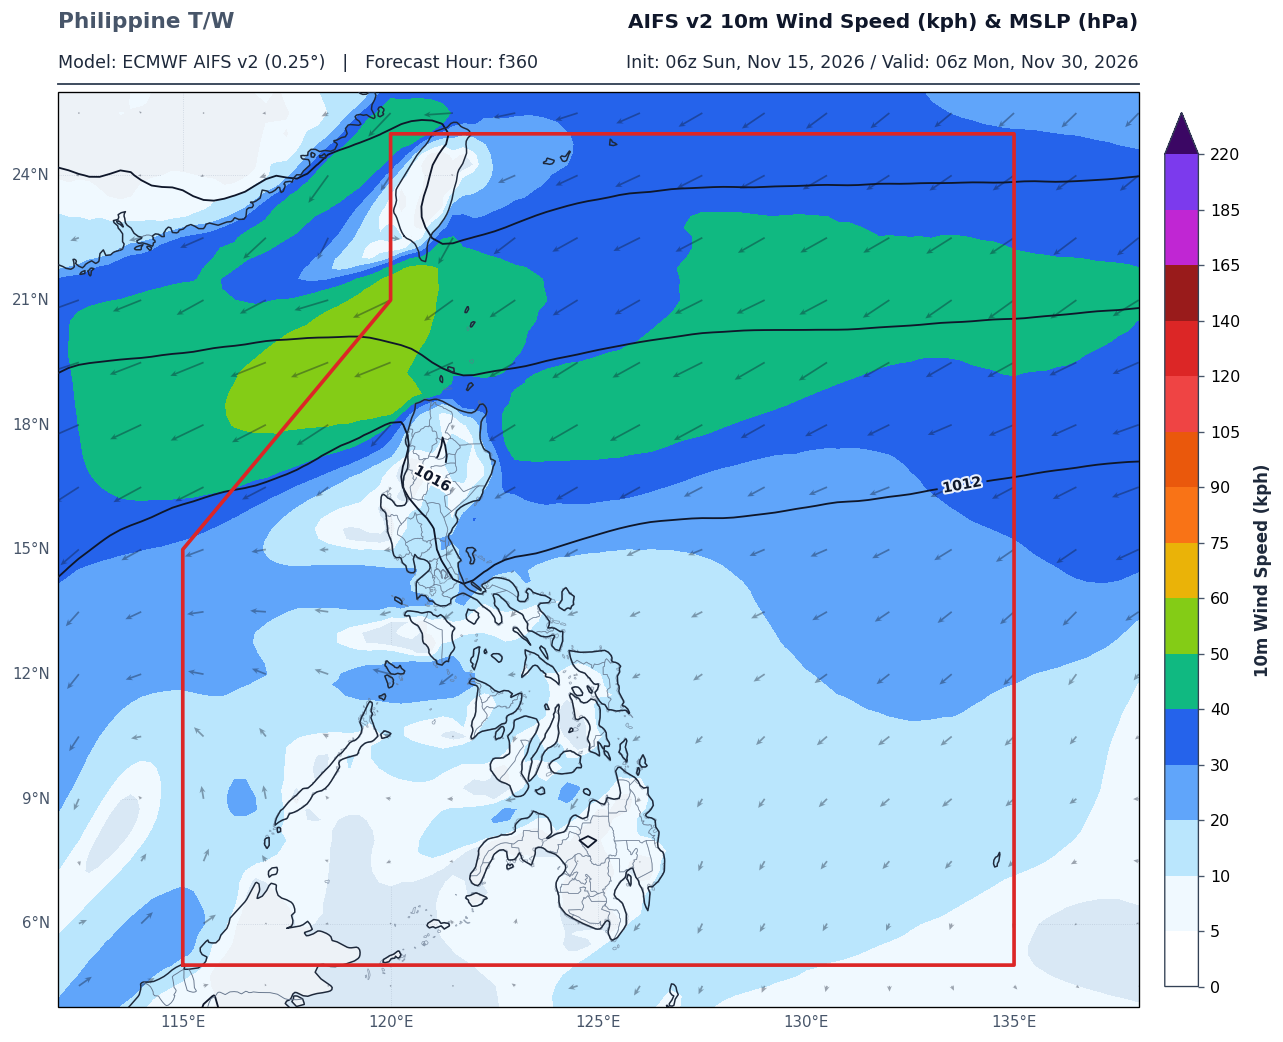 Philippine T/W
AIFS v2 10m Wind Speed (kph) & MSLP (hPa)
Model: ECMWF AIFS v2 (0.25°)   |   Forecast Hour: f360
Init: 06z Sun, Nov 15, 2026 / Valid: 06z Mon, Nov 30, 2026
24°N
21°N
18°N
15°N
12°N
9°N
6°N
1016
1012
115°E
120°E
125°E
130°E
135°E
220
185
165
140
120
105
90
75
60
50
40
30
20
10
5
0
10m Wind Speed (kph)